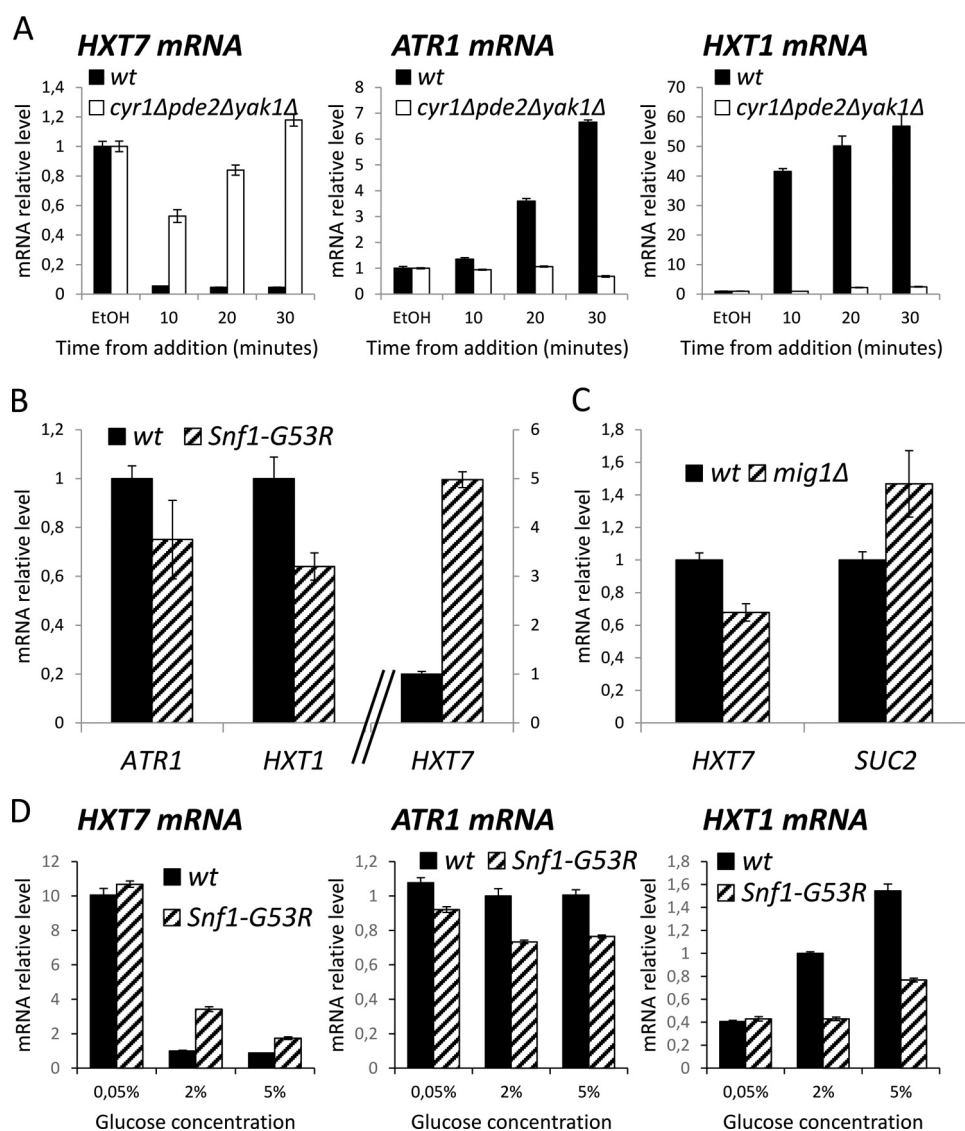 A
HXT7 mRNA
ATR1 mRNA
HXT1 mRNA
wt
cyr1Δpde2Δyak1Δ
mRNA relative level
1,4
1,2
1
0,8
0,6
0,4
0,2
0
EtOH 10 20 30
Time from addition (minutes)
wt
cyr1Δpde2Δyak1Δ
mRNA relative level
8
7
6
5
4
3
2
1
0
EtOH 10 20 30
Time from addition (minutes)
wt
cyr1Δpde2Δyak1Δ
mRNA relative level
70
60
50
40
30
20
10
0
EtOH 10 20 30
Time from addition (minutes)
B
wt Snf1-G53R
mRNA relative level
1,2
1
0,8
0,6
0,4
0,2
0
6
5
4
3
2
1
0
ATR1 HXT1 HXT7
C
wt mig1Δ
mRNA relative level
1,8
1,6
1,4
1,2
1
0,8
0,6
0,4
0,2
0
HXT7 SUC2
D
HXT7 mRNA
ATR1 mRNA
HXT1 mRNA
wt
Snf1-G53R
mRNA relative level
12
10
8
6
4
2
0
0,05% 2% 5%
Glucose concentration
wt Snf1-G53R
mRNA relative level
1,2
1
0,8
0,6
0,4
0,2
0
0,05% 2% 5%
Glucose concentration
wt
Snf1-G53R
mRNA relative level
1,8
1,6
1,4
1,2
1
0,8
0,6
0,4
0,2
0
0,05% 2% 5%
Glucose concentration